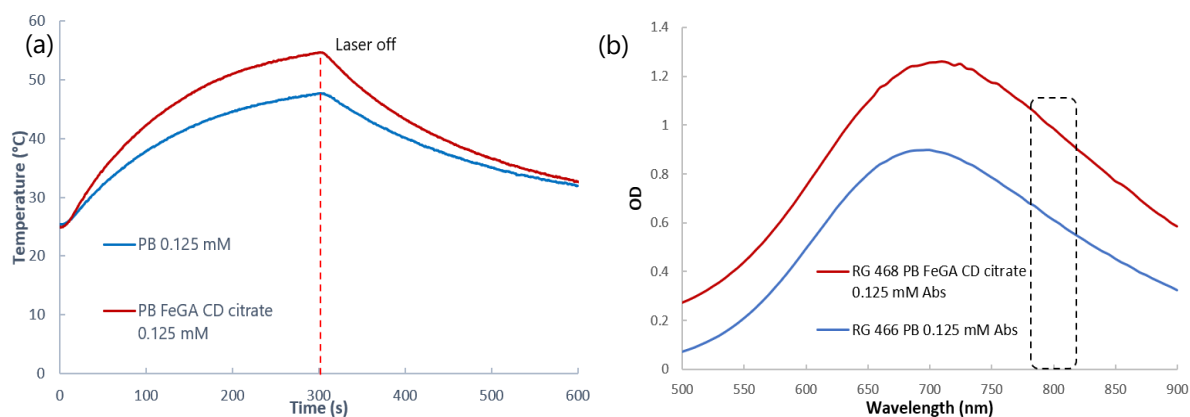 (a)
60
50
40
30
20
10
0
Temperature (°C)
Laser off
PB 0.125 mM
PB FeGA CD citrate
0.125 mM
0 100 200 300 400 500 600
Time (s)
(b)
1.4
1.2
1
0.8
0.6
0.4
0.2
0
OD
RG 468 PB FeGA CD citrate
0.125 mM Abs
RG 466 PB 0.125 mM Abs
500 550 600 650 700 750 800 850 900
Wavelength (nm)